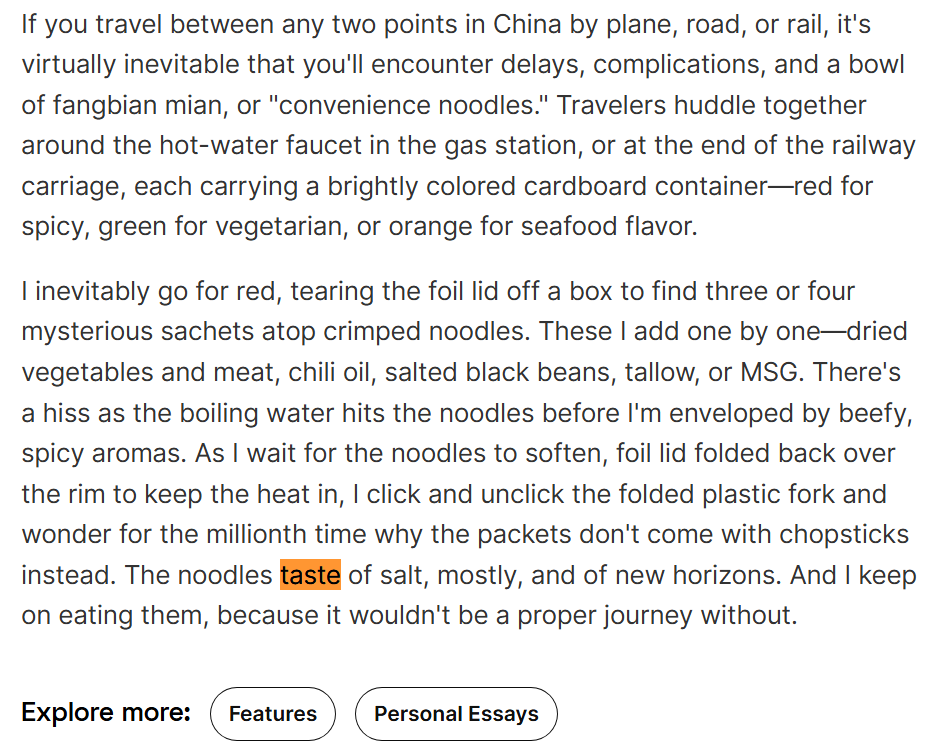 If you travel between any two points in China by plane, road, or rail, it's
virtually inevitable that you'll encounter delays, complications, and a bowl
of fangbian mian, or "convenience noodles." Travelers huddle together
around the hot-water faucet in the gas station, or at the end of the railway
carriage, each carrying a brightly colored cardboard container—red for
spicy, green for vegetarian, or orange for seafood flavor.
I inevitably go for red, tearing the foil lid off a box to find three or four
mysterious sachets atop crimped noodles. These I add one by one—dried
vegetables and meat, chili oil, salted black beans, tallow, or MSG. There's
a hiss as the boiling water hits the noodles before I'm enveloped by beefy,
spicy aromas. As I wait for the noodles to soften, foil lid folded back over
the rim to keep the heat in, I click and unclick the folded plastic fork and
wonder for the millionth time why the packets don't come with chopsticks
instead. The noodles taste of salt, mostly, and of new horizons. And I keep
on eating them, because it wouldn't be a proper journey without.
Explore more: Features Personal Essays